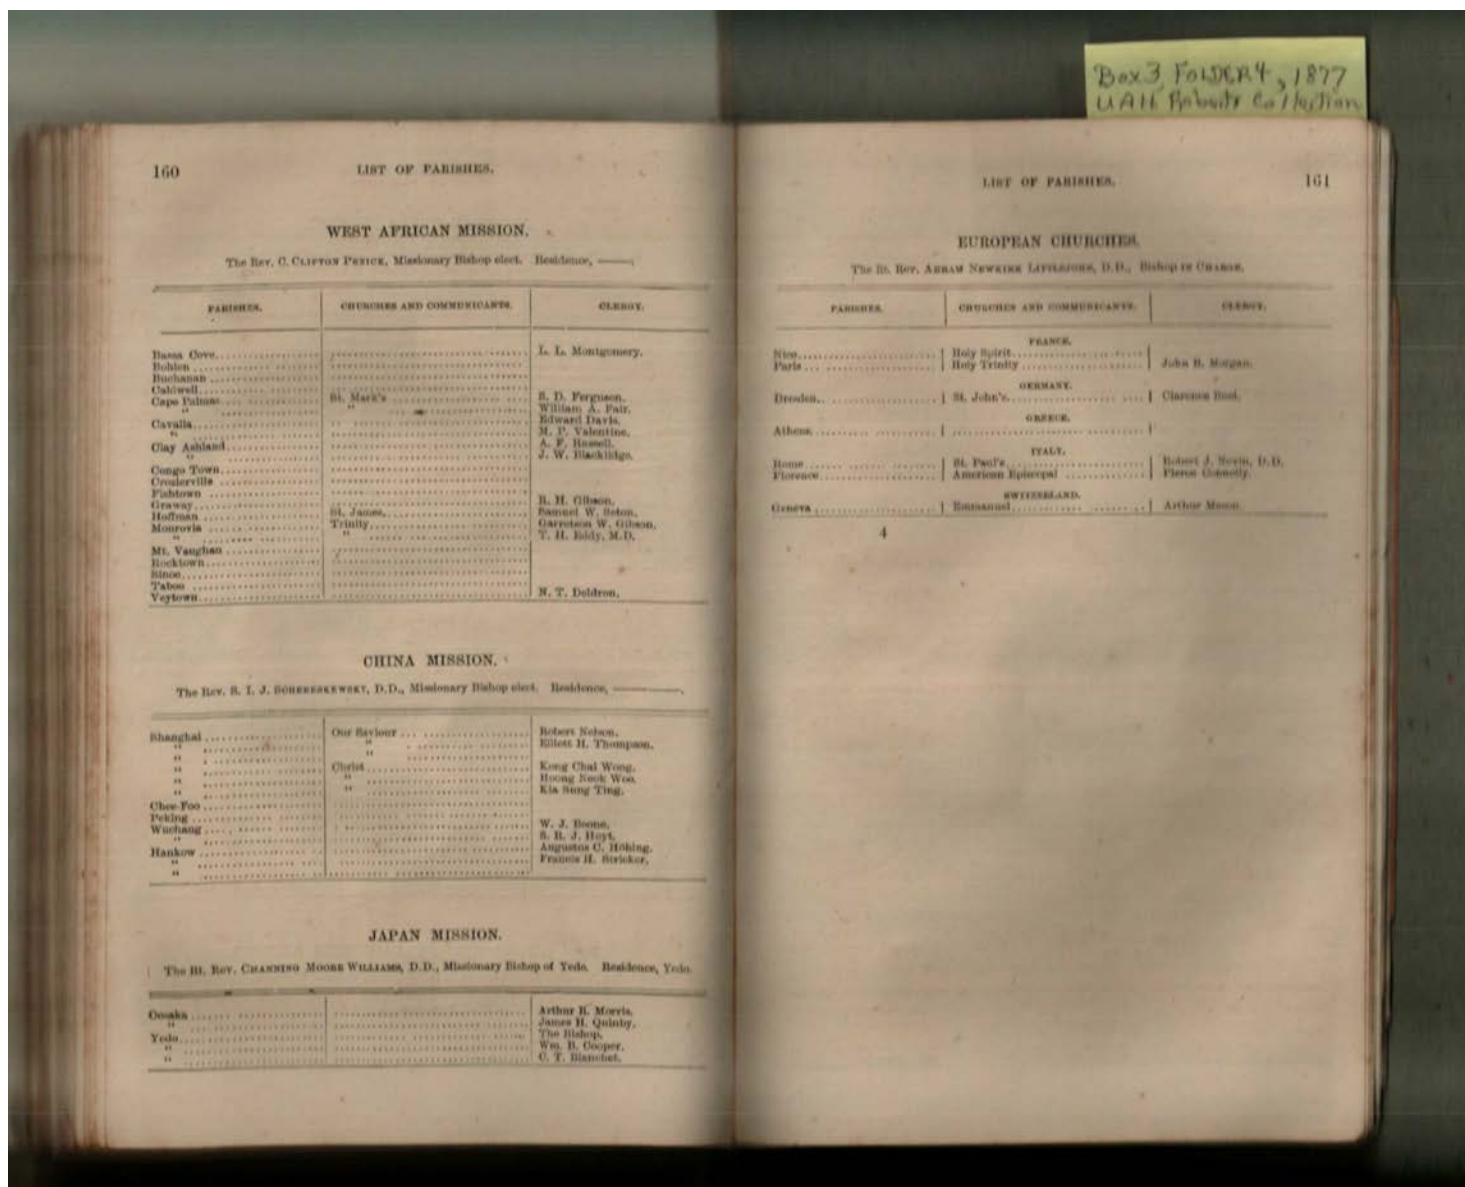 Box 3, FOLDER 4, 1877
UAH Roberts Collection
160 LIST OF PARISHES.
WEST AFRICAN MISSION.
The Rev. C. CLIFTON PENICK, Missionary Bishop elect. Residence, ———
PARISHES. CHURCHES AND COMMUNICANTS. CLERGY.
Bassa Cove L. L. Montgomery.
Bohlen
Buchanan
Caldwell
Cape Palmas St. Mark's S. D. Ferguson.
" " William A. Fair.
Cavalla Edward Davis.
" M. P. Valentine.
Clay Ashland A. F. Russell.
" J. W. Blacklidge.
Congo Town
Crosierville
Fishtown
Graway R. H. Gibson.
Hoffman St. James Samuel W. Seton.
Monrovia Trinity Garretson W. Gibson.
" " T. H. Eddy, M.D.
Mt. Vaughan
Rocktown
Sinoe
Taboo
Veytown N. T. Doldron.
CHINA MISSION.
The Rev. S. I. J. SCHERESKEWSKY, D.D., Missionary Bishop elect. Residence, ———.
Shanghai Our Saviour Robert Nelson.
" " Elliott H. Thompson.
" "
" Christ Kong Chai Wong.
" " Hoong Neok Woo.
" " Kia Sung Ting.
Chee-Foo
Peking
Wuchang W. J. Boone.
" S. R. J. Hoyt.
Hankow Augustus C. Höhing.
" Francis H. Stricker.
"
JAPAN MISSION.
The Rt. Rev. CHANNING MOORE WILLIAMS, D.D., Missionary Bishop of Yedo. Residence, Yedo.
Oosaka Arthur R. Morris.
" James H. Quinby.
Yedo The Bishop.
" Wm. B. Cooper.
" C. T. Blanchet.
LIST OF PARISHES. 161
EUROPEAN CHURCHES.
The Rt. Rev. ABRAM NEWKIRK LITTLEJOHN, D.D., BISHOP IN CHARGE.
PARISHES. CHURCHES AND COMMUNICANTS. CLERGY.
FRANCE.
Nice Holy Spirit
Paris Holy Trinity John B. Morgan.
GERMANY.
Dresden St. John's Clarence Buel.
GREECE.
Athens
ITALY.
Rome St. Paul's Robert J. Nevin, D.D.
Florence American Episcopal Pierce Connelly.
SWITZERLAND.
Geneva Emmanuel Arthur Mason.
4